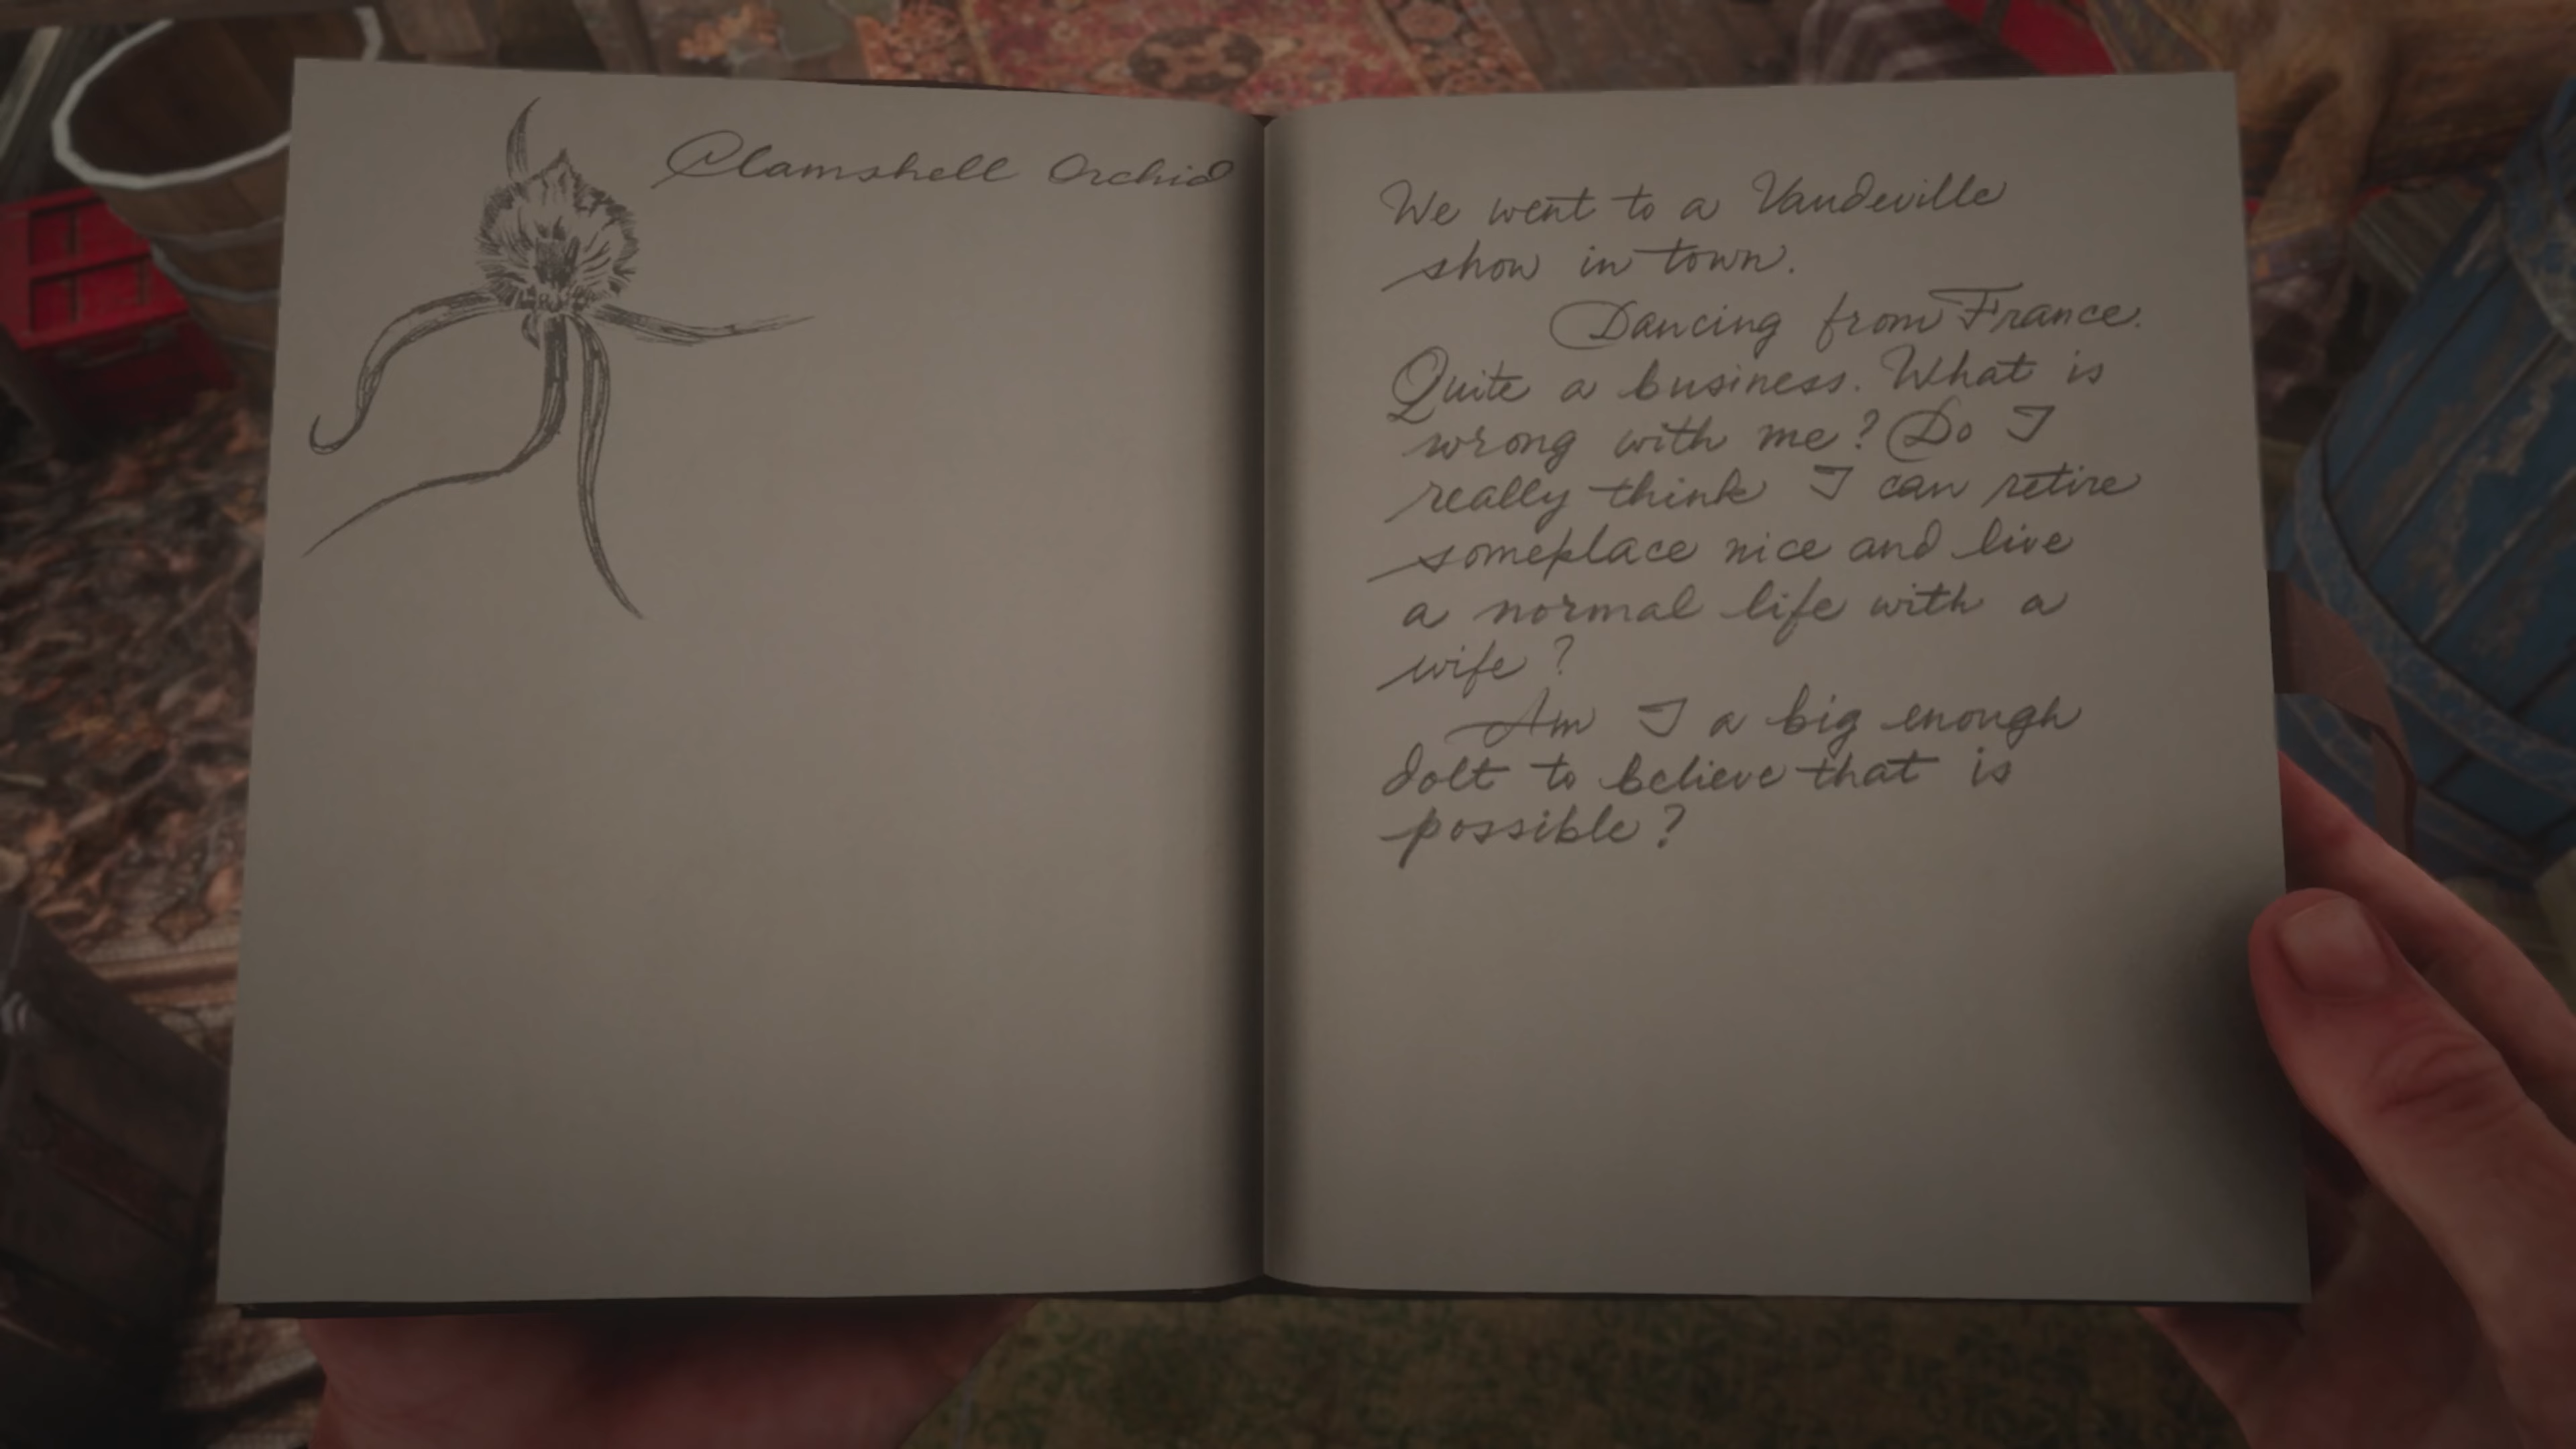 Clamshell Orchid
We went to a Vaudeville
show in town.
Dancing from France.
Quite a business. What is
wrong with me? Do I
really think I can retire
someplace nice and live
a normal life with a
wife?
Am I a big enough
dolt to believe that is
possible?